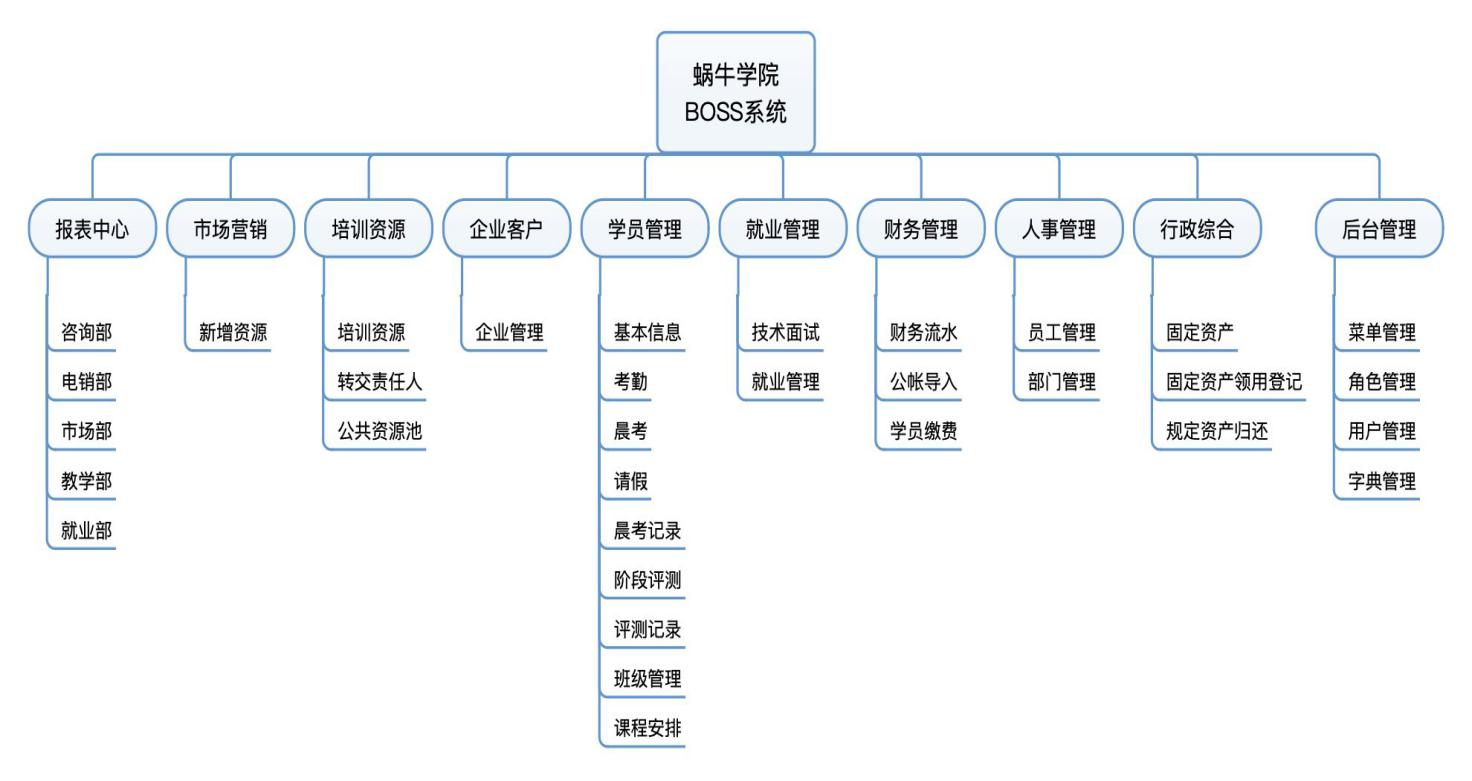 蜗牛学院
BOSS系统
报表中心
市场营销
培训资源
企业客户
学员管理
就业管理
财务管理
人事管理
行政综合
后台管理
咨询部
电销部
市场部
教学部
就业部
新增资源
培训资源
转交责任人
公共资源池
企业管理
基本信息
考勤
晨考
请假
晨考记录
阶段评测
评测记录
班级管理
课程安排
技术面试
就业管理
财务流水
公帐导入
学员缴费
员工管理
部门管理
固定资产
固定资产领用登记
规定资产归还
菜单管理
角色管理
用户管理
字典管理